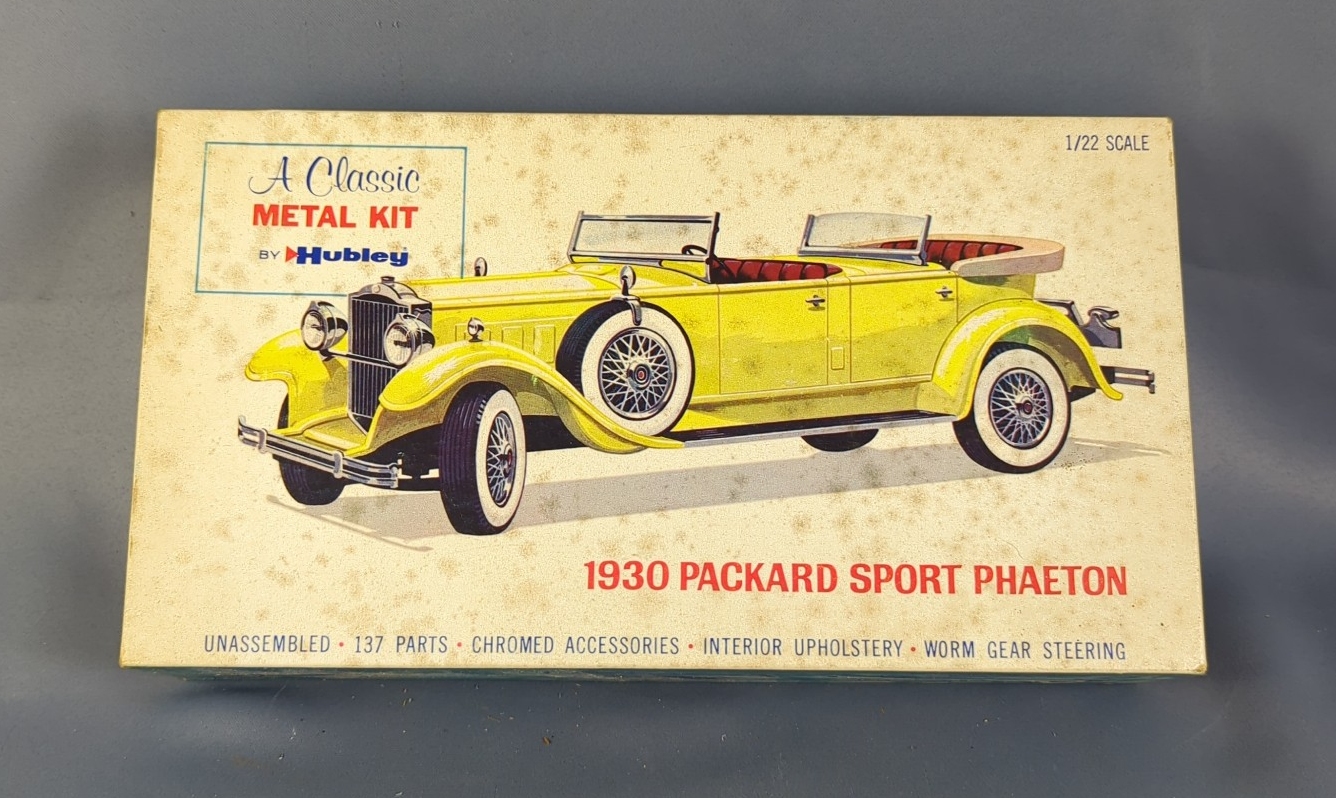 A Classic
METAL KIT
BY Hubley
1/22 SCALE
1930 PACKARD SPORT PHAETON
UNASSEMBLED • 137 PARTS • CHROMED ACCESSORIES • INTERIOR UPHOLSTERY • WORM GEAR STEERING